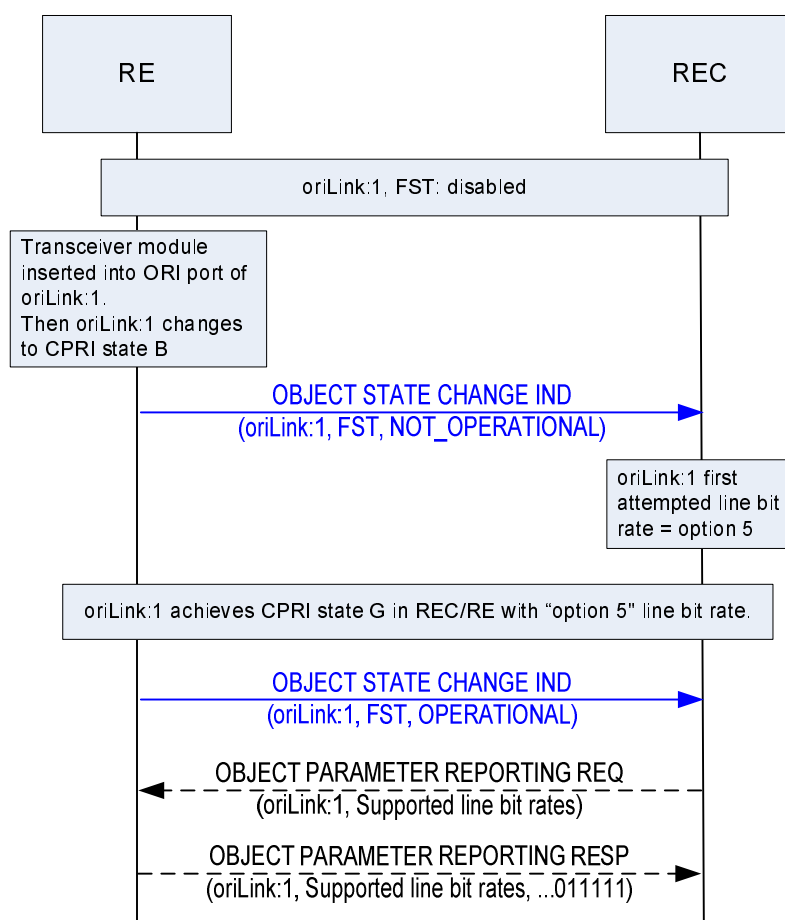 RE
REC
oriLink:1, FST: disabled
Transceiver module
inserted into ORI port of
oriLink:1.
Then oriLink:1 changes
to CPRI state B
OBJECT STATE CHANGE IND
(oriLink:1, FST, NOT_OPERATIONAL)
oriLink:1 first
attempted line bit
rate = option 5
oriLink:1 achieves CPRI state G in REC/RE with “option 5" line bit rate.
OBJECT STATE CHANGE IND
(oriLink:1, FST, OPERATIONAL)
OBJECT PARAMETER REPORTING REQ
(oriLink:1, Supported line bit rates)
OBJECT PARAMETER REPORTING RESP
(oriLink:1, Supported line bit rates, ...011111)